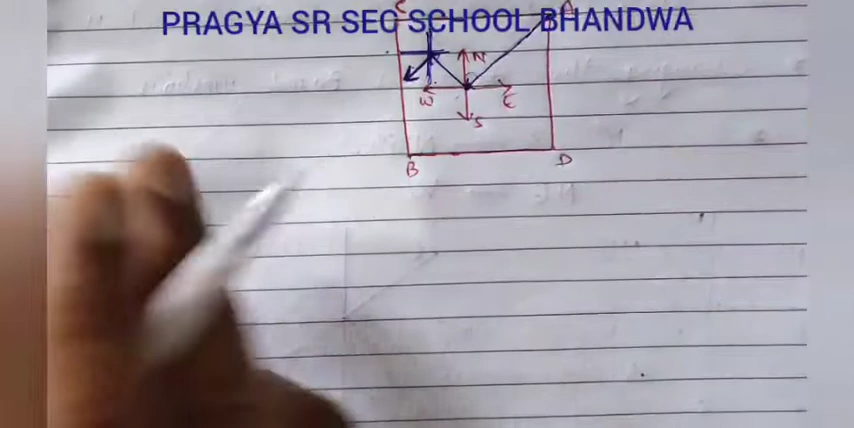 PRAGYA SR SEC SCHOOL BHANDWA
C A
N
W E
S
B D